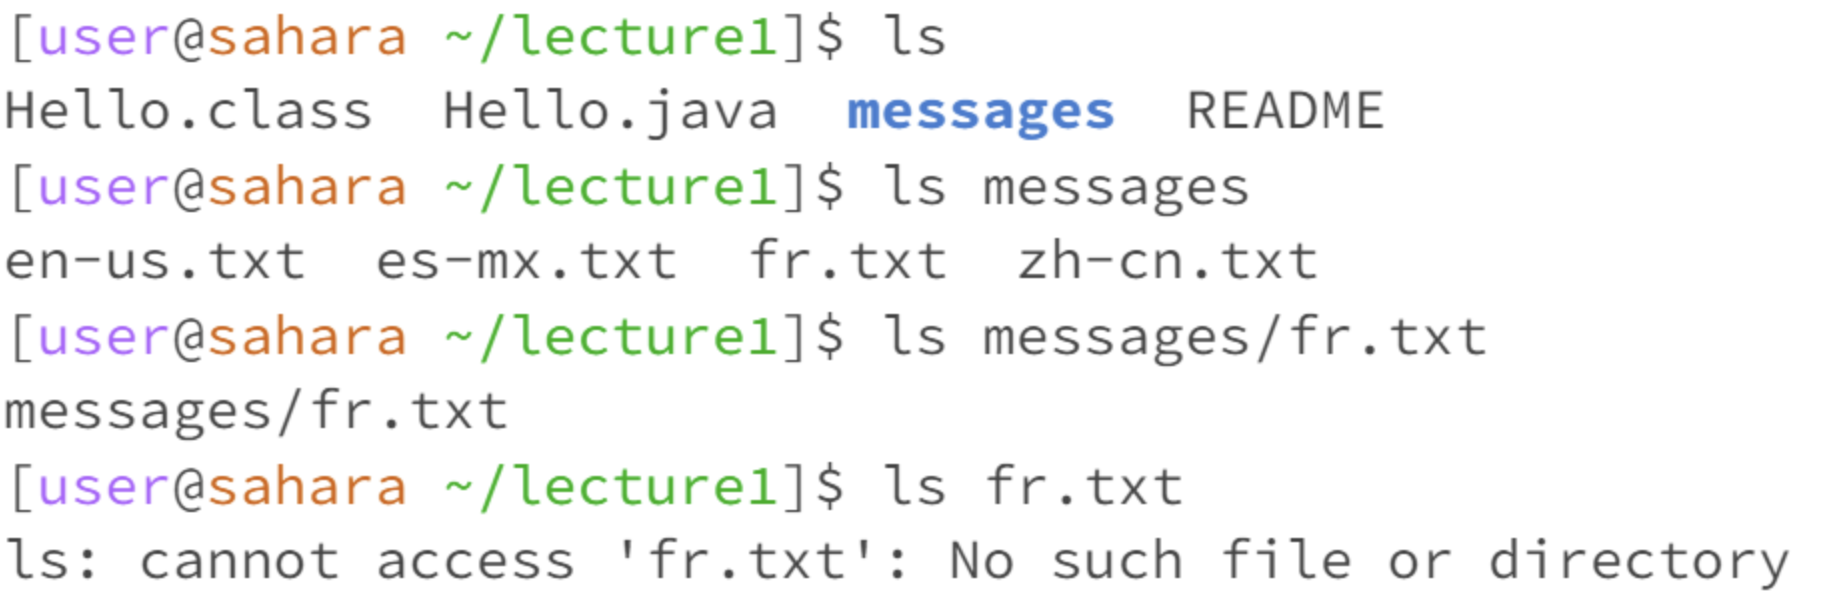 [user@sahara ~/lecture1]$ ls
Hello.class  Hello.java  messages  README
[user@sahara ~/lecture1]$ ls messages
en-us.txt  es-mx.txt  fr.txt  zh-cn.txt
[user@sahara ~/lecture1]$ ls messages/fr.txt
messages/fr.txt
[user@sahara ~/lecture1]$ ls fr.txt
ls: cannot access 'fr.txt': No such file or directory